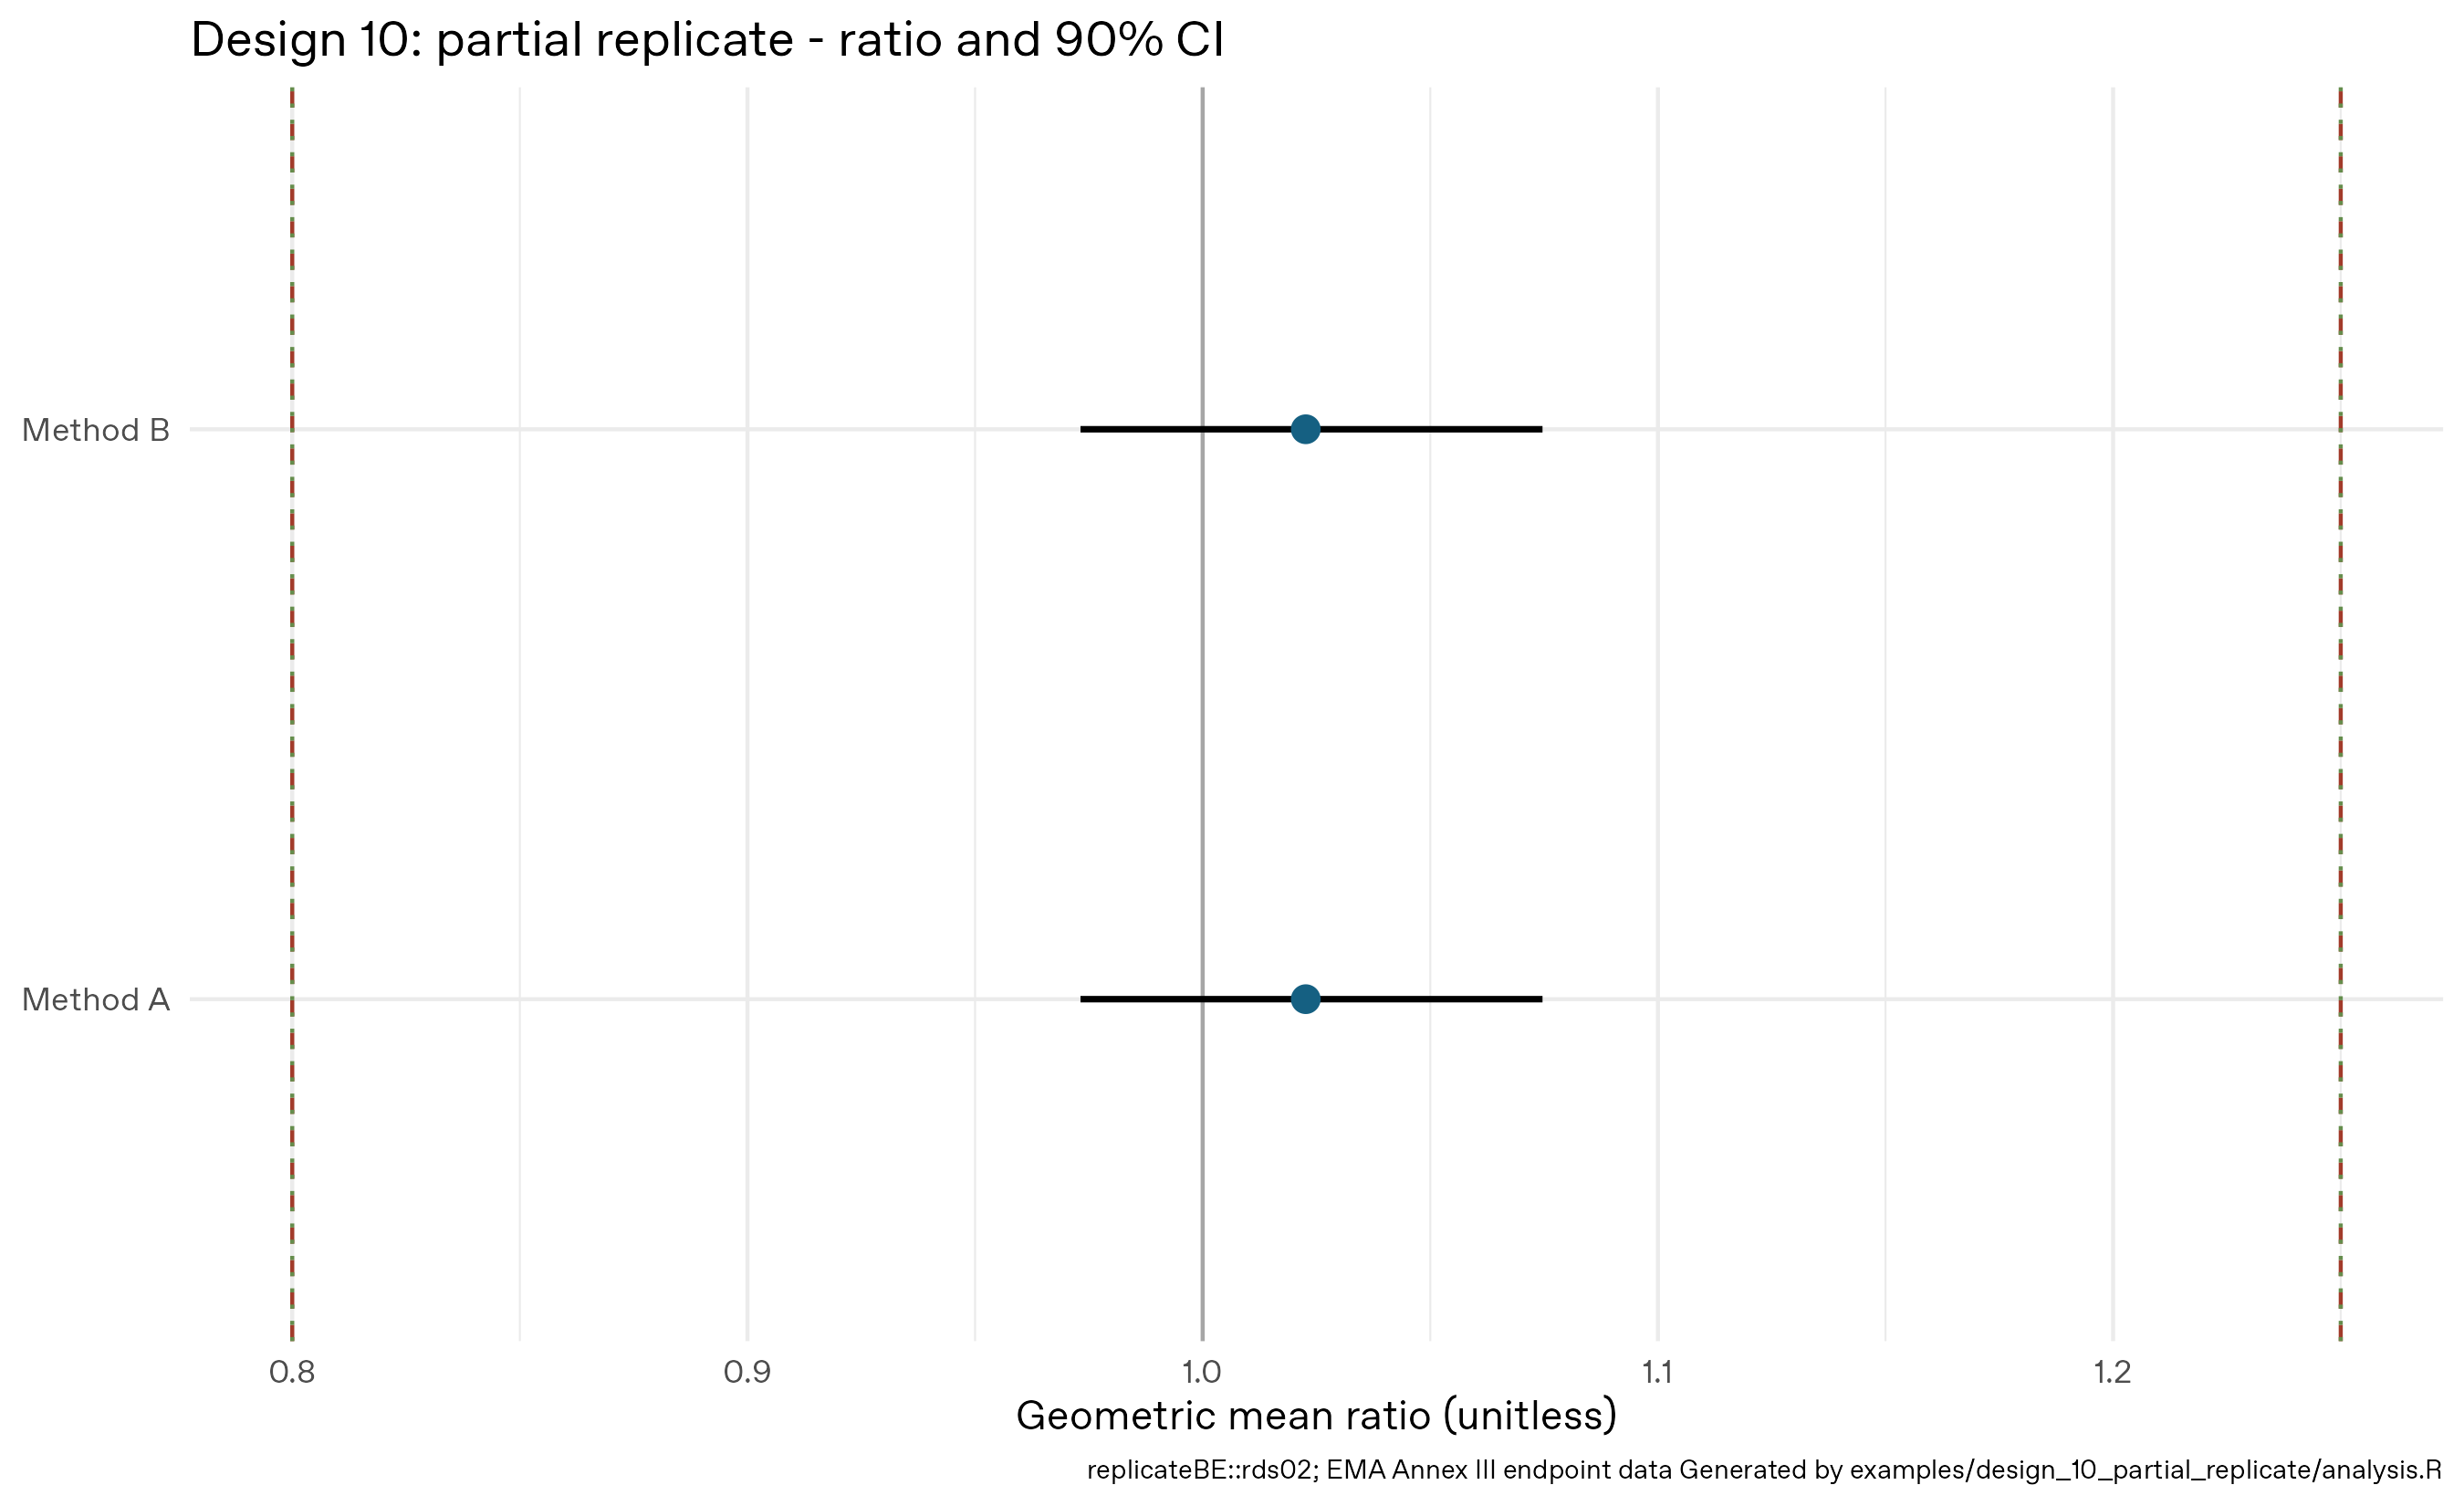 Design 10: partial replicate - ratio and 90% CI
Method B
Method A
0.8 0.9 1.0 1.1 1.2
Geometric mean ratio (unitless)
replicateBE::rds02; EMA Annex III endpoint data Generated by examples/design_10_partial_replicate/analysis.R